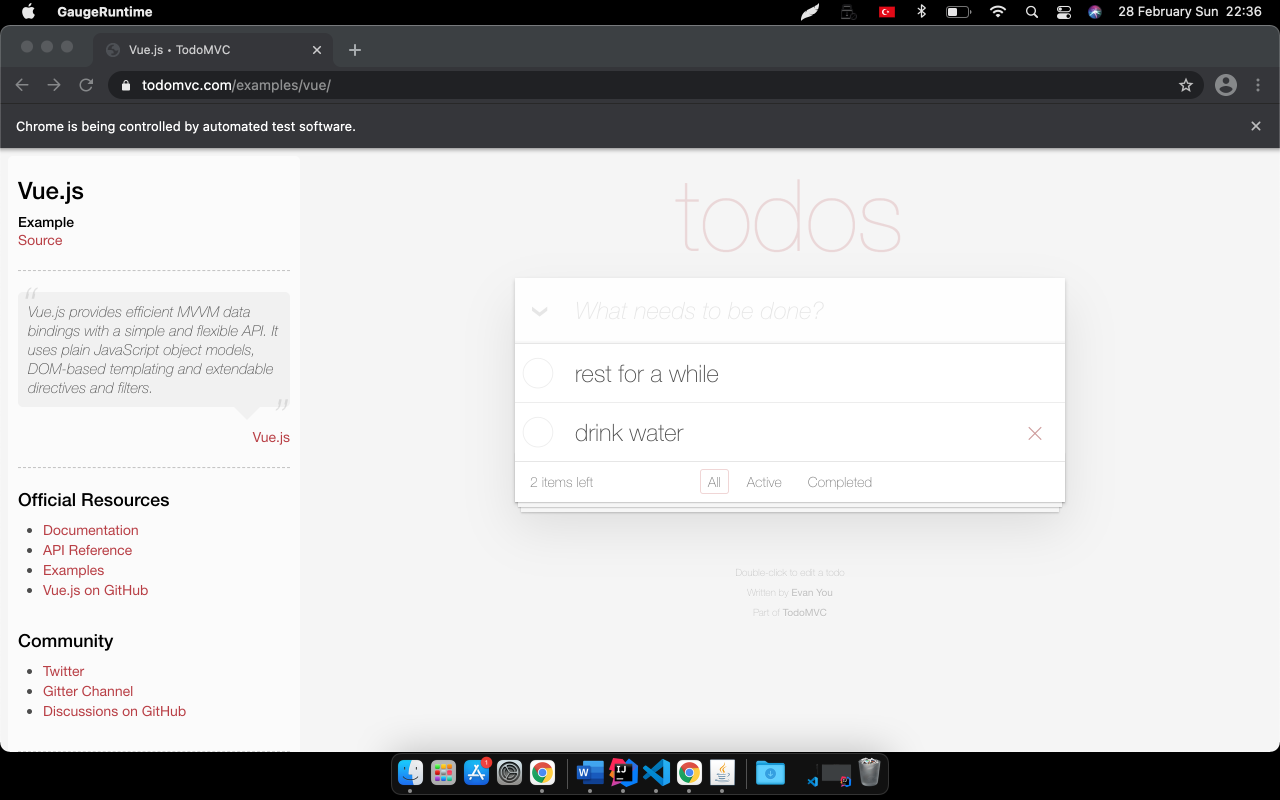 GaugeRuntime
28 February Sun 22:36
Vue.js • TodoMVC
todomvc.com/examples/vue/
Chrome is being controlled by automated test software.
Vue.js
Example
Source
“
Vue.js provides efficient MVVM data
bindings with a simple and flexible API. It
uses plain JavaScript object models,
DOM-based templating and extendable
directives and filters.
”
Vue.js
Official Resources
Documentation
API Reference
Examples
Vue.js on GitHub
Community
Twitter
Gitter Channel
Discussions on GitHub
todos
What needs to be done?
rest for a while
drink water
2 items left All Active Completed
Double-click to edit a todo
Written by Evan You
Part of TodoMVC
1
W
IJ